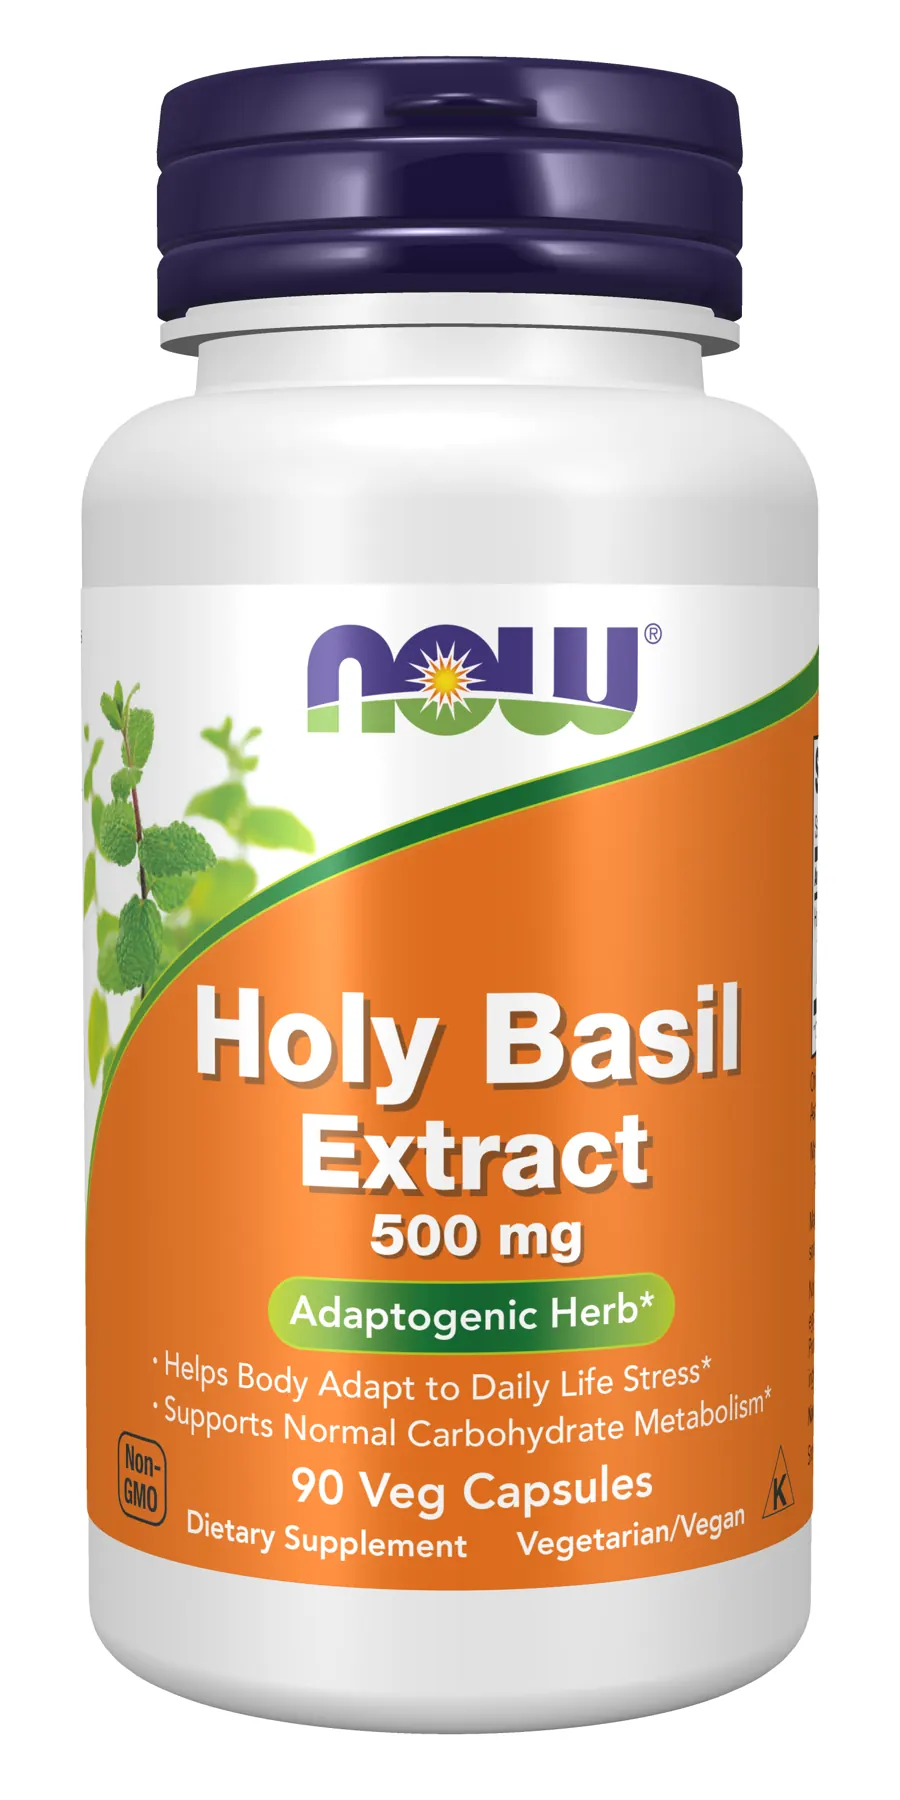 NOW®
Holy Basil
Extract
500 mg
Adaptogenic Herb*
· Helps Body Adapt to Daily Life Stress*
· Supports Normal Carbohydrate Metabolism*
Non-
GMO
90 Veg Capsules
K
Dietary Supplement
Vegetarian/Vegan